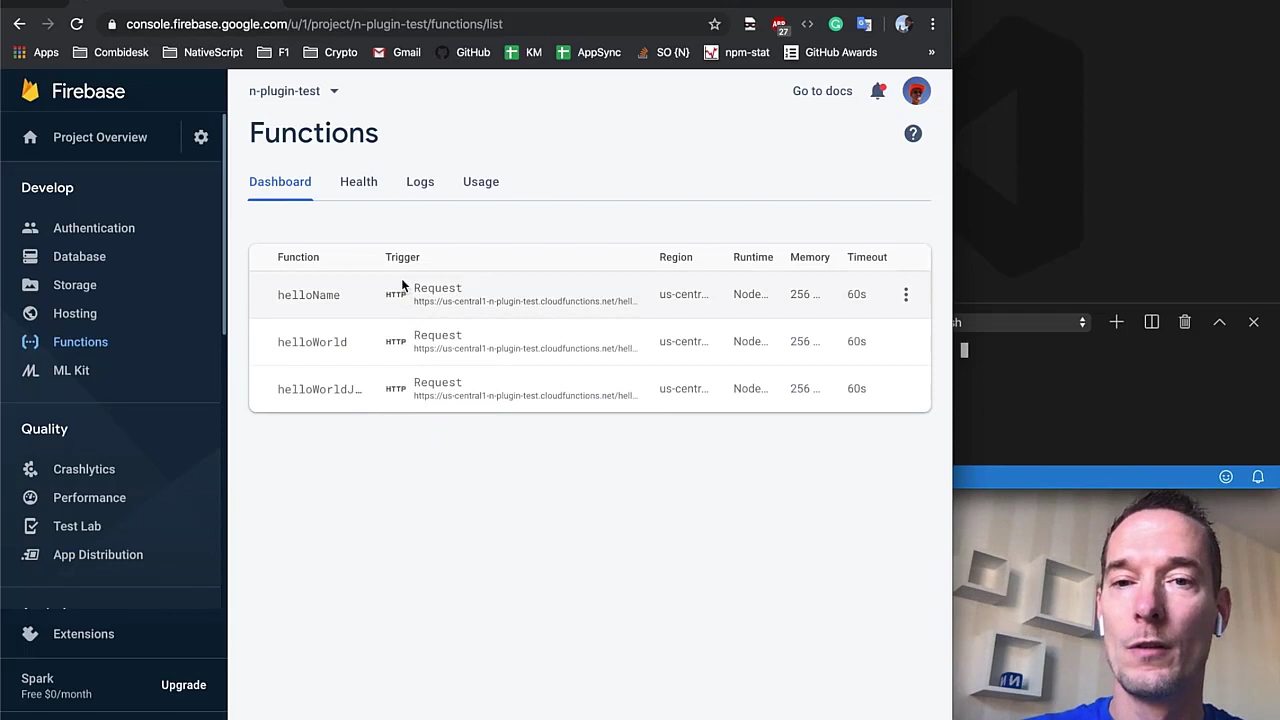 console.firebase.google.com/u/1/project/n-plugin-test/functions/list
27
Apps Combidesk NativeScript F1 Crypto Gmail GitHub KM AppSync SO {N} npm-stat GitHub Awards »
Firebase
n-plugin-test
Go to docs
Project Overview
Functions
Dashboard Health Logs Usage
Develop
Authentication
Database
Storage
Hosting
Functions
ML Kit
Quality
Crashlytics
Performance
Test Lab
App Distribution
Extensions
Spark
Free $0/month
Upgrade
Function Trigger Region Runtime Memory Timeout
helloName HTTP Request us-centr... Node... 256 ... 60s
https://us-central1-n-plugin-test.cloudfunctions.net/hell...
helloWorld HTTP Request us-centr... Node... 256 ... 60s
https://us-central1-n-plugin-test.cloudfunctions.net/hell...
helloWorldJ... HTTP Request us-centr... Node... 256 ... 60s
https://us-central1-n-plugin-test.cloudfunctions.net/hell...
sh